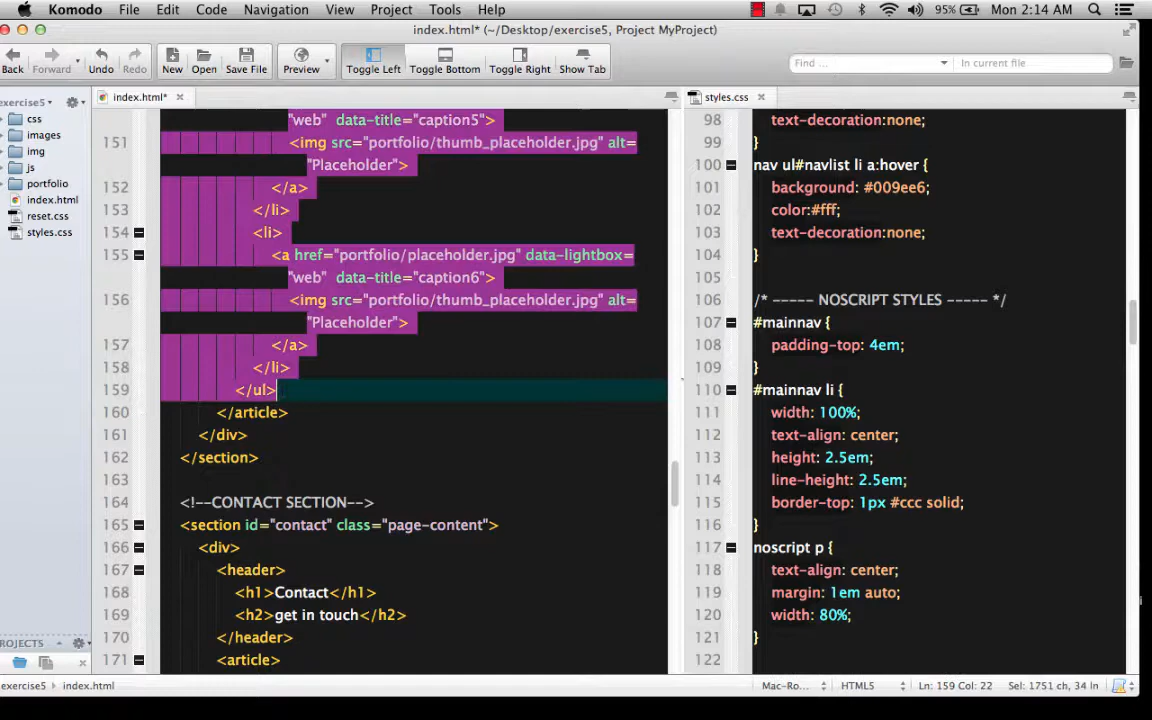 Komodo File Edit Code Navigation View Project Tools Help 95% Mon 2:14 AM
index.html* (~/Desktop/exercise5, Project MyProject)
Back Forward Undo Redo New Open Save File Preview Toggle Left Toggle Bottom Toggle Right Show Tab Find ... In current file
exercise5 index.html* styles.css
css
images
img
js
portfolio
index.html
reset.css
styles.css
"web" data-title="caption5">
151 <img src="portfolio/thumb_placeholder.jpg" alt=
"Placeholder">
152 </a>
153 </li>
154 <li>
155 <a href="portfolio/placeholder.jpg" data-lightbox=
"web" data-title="caption6">
156 <img src="portfolio/thumb_placeholder.jpg" alt=
"Placeholder">
157 </a>
158 </li>
159 </ul>
160 </article>
161 </div>
162 </section>
163
164 <!--CONTACT SECTION-->
165 <section id="contact" class="page-content">
166 <div>
167 <header>
168 <h1>Contact</h1>
169 <h2>get in touch</h2>
170 </header>
171 <article>
98 text-decoration:none;
99 }
100 nav ul#navlist li a:hover {
101 background: #009ee6;
102 color:#fff;
103 text-decoration:none;
104 }
105
106 /* ----- NOSCRIPT STYLES ----- */
107 #mainnav {
108 padding-top: 4em;
109 }
110 #mainnav li {
111 width: 100%;
112 text-align: center;
113 height: 2.5em;
114 line-height: 2.5em;
115 border-top: 1px #ccc solid;
116 }
117 noscript p {
118 text-align: center;
119 margin: 1em auto;
120 width: 80%;
121 }
122
ROJECTS
exercise5 index.html Mac-Ro... HTML5 Ln: 159 Col: 22 Sel: 1751 ch, 34 ln